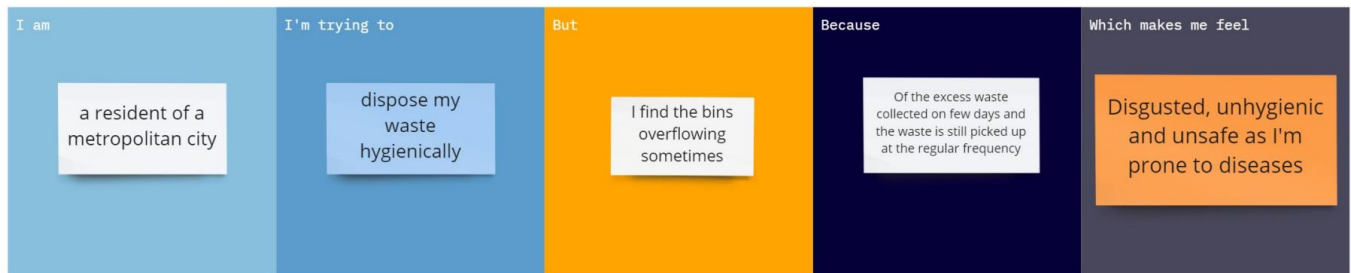 I am
a resident of a
metropolitan city
I'm trying to
dispose my
waste
hygienically
But
I find the bins
overflowing
sometimes
Because
Of the excess waste
collected on few days and
the waste is still picked up
at the regular frequency
Which makes me feel
Disgusted, unhygienic
and unsafe as I'm
prone to diseases